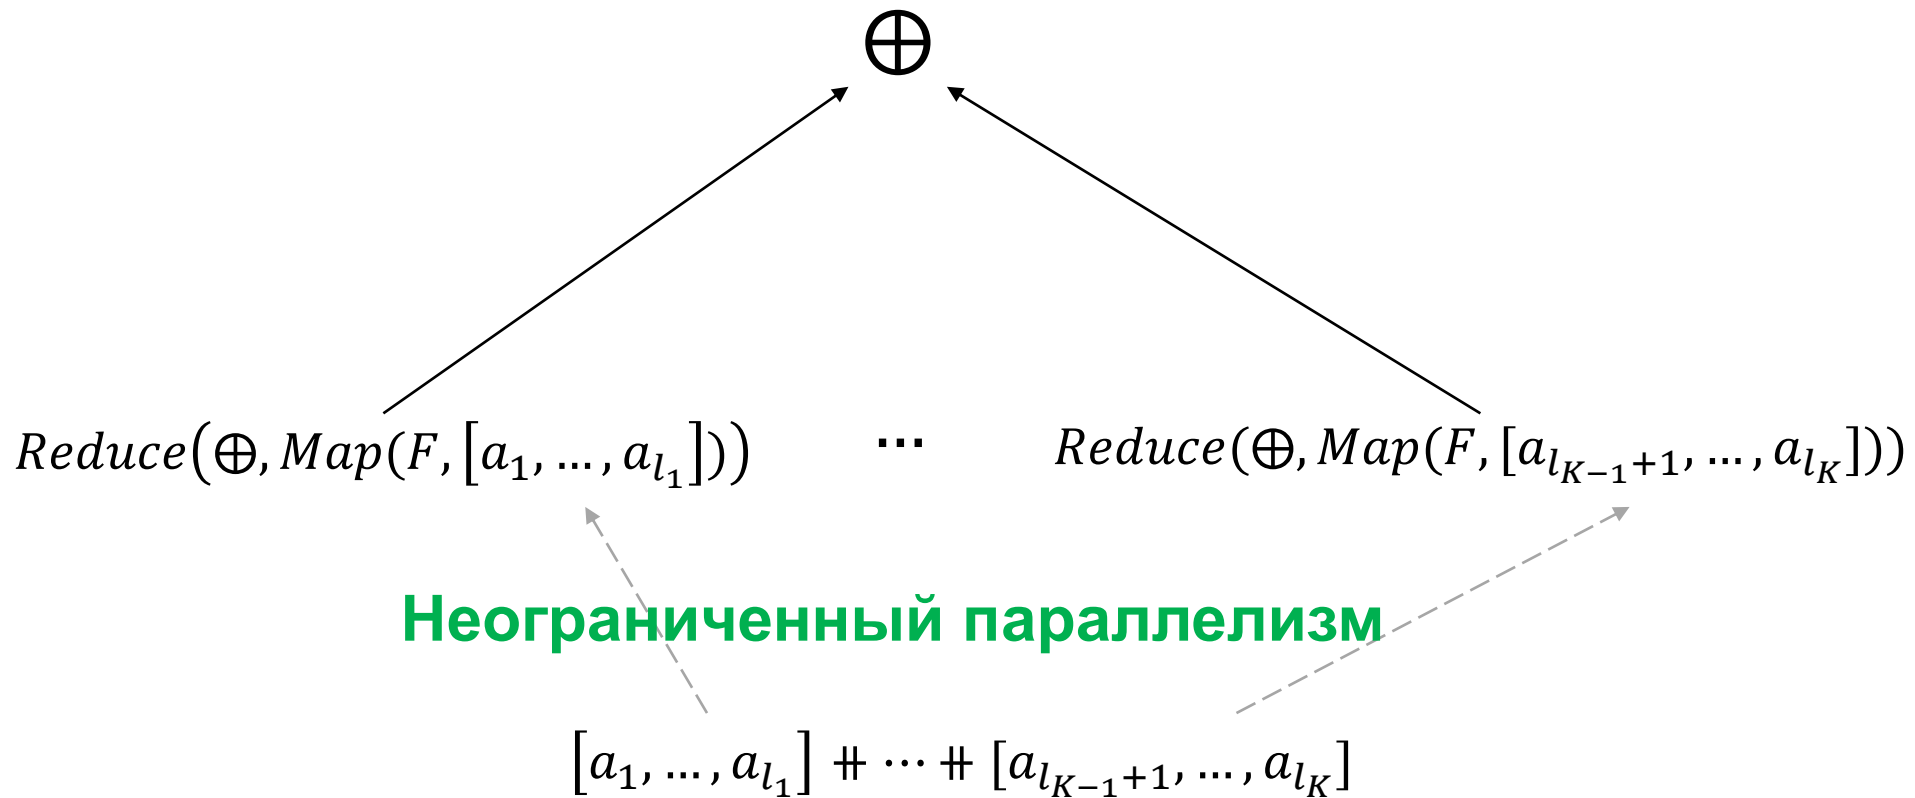 ⊕
𝑅𝑒𝑑𝑢𝑐𝑒(⊕, 𝑀𝑎𝑝(𝐹, [𝑎₁, … , 𝑎_{𝑙₁}])) ⋯ 𝑅𝑒𝑑𝑢𝑐𝑒(⊕, 𝑀𝑎𝑝(𝐹, [𝑎_{𝑙_{𝐾−1}+1}, … , 𝑎_{𝑙_𝐾}]))
Неограниченный параллелизм
[𝑎₁, … , 𝑎_{𝑙₁}] ⧺ ⋯ ⧺ [𝑎_{𝑙_{𝐾−1}+1}, … , 𝑎_{𝑙_𝐾}]